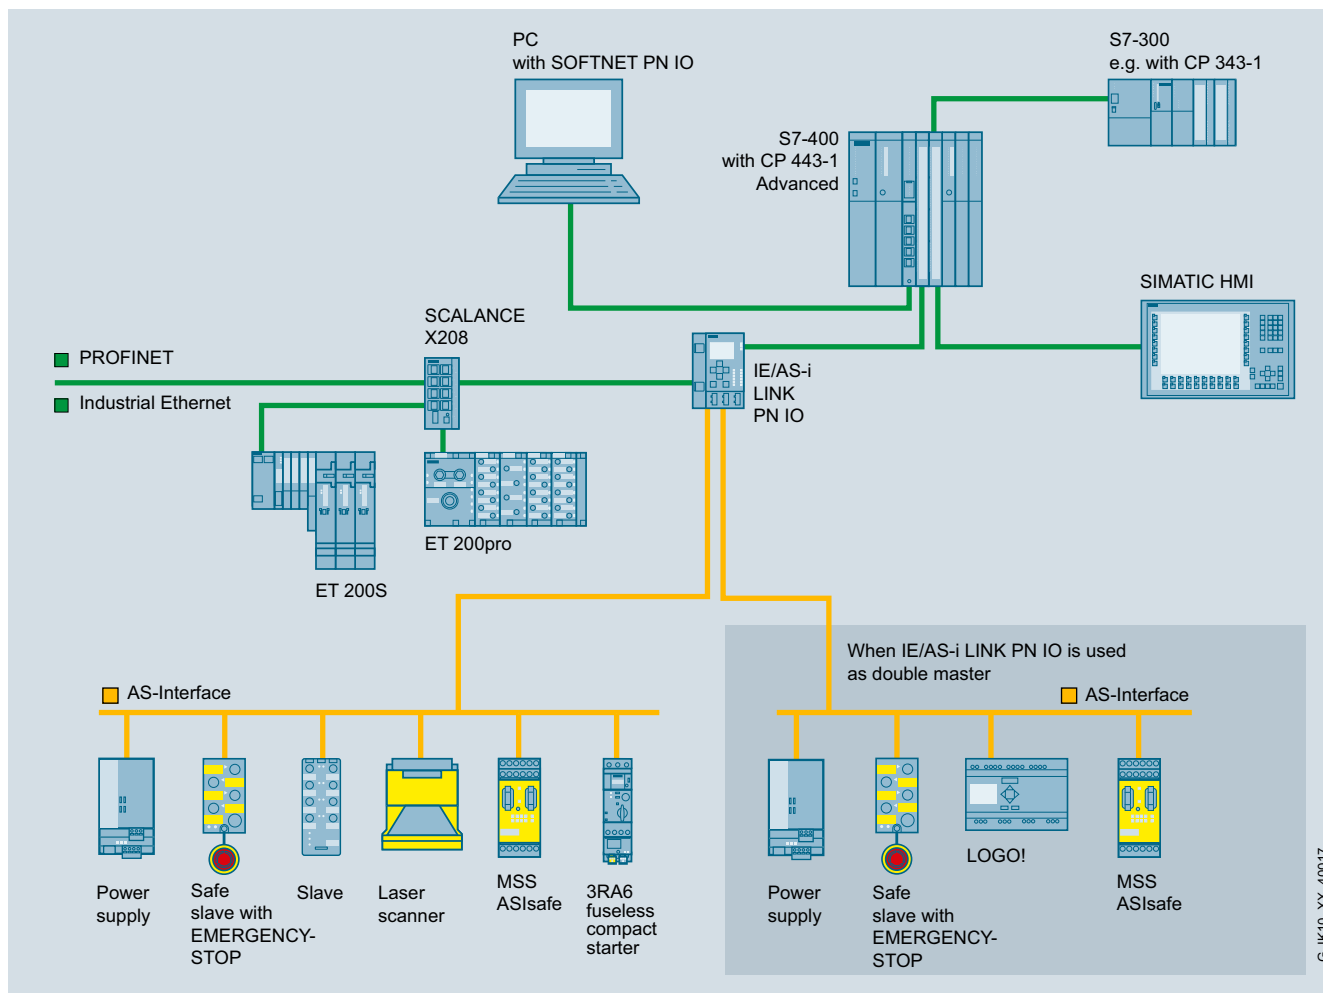 PC
with SOFTNET PN IO
S7-300
e.g. with CP 343-1
S7-400
with CP 443-1
Advanced
SIMATIC HMI
SCALANCE
X208
PROFINET
Industrial Ethernet
IE/AS-i
LINK
PN IO
ET 200pro
ET 200S
When IE/AS-i LINK PN IO is used
as double master
AS-Interface
AS-Interface
Power
supply
Safe
slave with
EMERGENCY-
STOP
Slave
Laser
scanner
MSS
ASIsafe
3RA6
fuseless
compact
starter
Power
supply
Safe
slave with
EMERGENCY-
STOP
LOGO!
MSS
ASIsafe